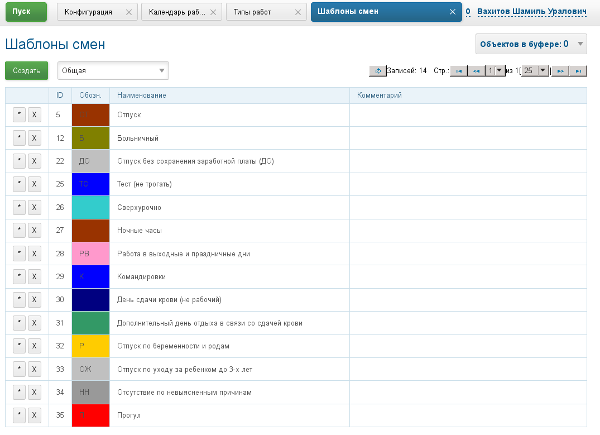 Пуск Конфигурация Календарь раб... Типы работ Шаблоны смен 0 Вахитов Шамиль Уралович
Шаблоны смен
Объектов в буфере: 0
Создать Общая Записей: 14 Стр.: 1 из 1 [ 25 ]
ID Обозн. Наименование Комментарий
* X 5 Отпуск
* X 12 Б Больничный
* X 22 ДО Отпуск без сохранения заработной платы (ДО)
* X 25 ТС Тест (не трогать)
* X 26 Сверхурочно
* X 27 Ночные часы
* X 28 РВ Работа в выходные и праздничные дни
* X 29 К Командировки
* X 30 День сдачи крови (не рабочий)
* X 31 Дополнительный день отдыха в связи со сдачей крови
* X 32 Р Отпуск по беременности и родам
* X 33 ОЖ Отпуск по уходу за ребенком до 3 х лет
* X 34 НН Отсутствие по невыясненным причинам
* X 35 Прогул